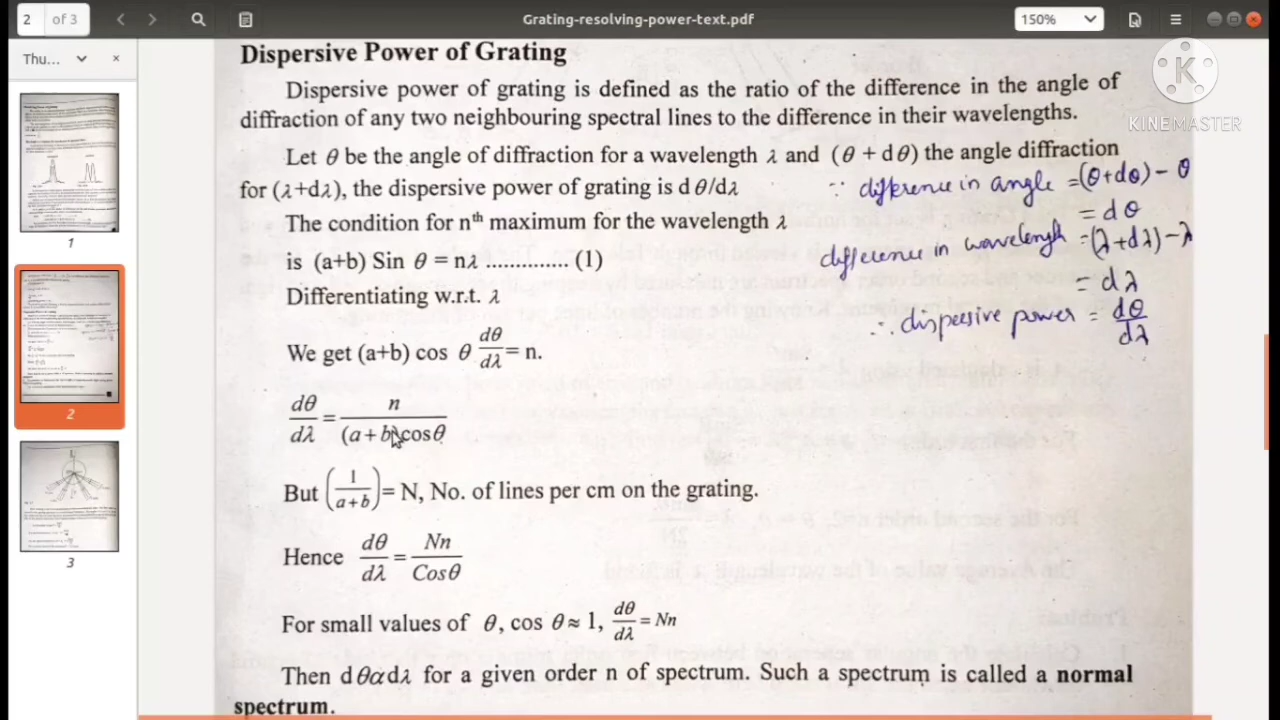 2 of 3
Grating-resolving-power-text.pdf
150%
Thu...
K
KINEMASTER
1
2
3
Dispersive Power of Grating
Dispersive power of grating is defined as the ratio of the difference in the angle of
diffraction of any two neighbouring spectral lines to the difference in their wavelengths.
Let θ be the angle of diffraction for a wavelength λ and (θ + dθ) the angle diffraction
for (λ+dλ), the dispersive power of grating is d θ/dλ
∵ difference in angle = (θ+dθ) - θ
= dθ
The condition for nth maximum for the wavelength λ
difference in wavelength = (λ+dλ) - λ
= dλ
is (a+b) Sin θ = nλ .............. (1)
Differentiating w.r.t. λ
∴ dispersive power = dθ/dλ
We get (a+b) cos θ dθ/dλ = n.
dθ/dλ = n/(a+b)cosθ
But (1/a+b) = N, No. of lines per cm on the grating.
Hence dθ/dλ = Nn/Cosθ
For small values of θ, cos θ ≈ 1, dθ/dλ = Nn
Then dθαdλ for a given order n of spectrum. Such a spectrum is called a normal
spectrum.